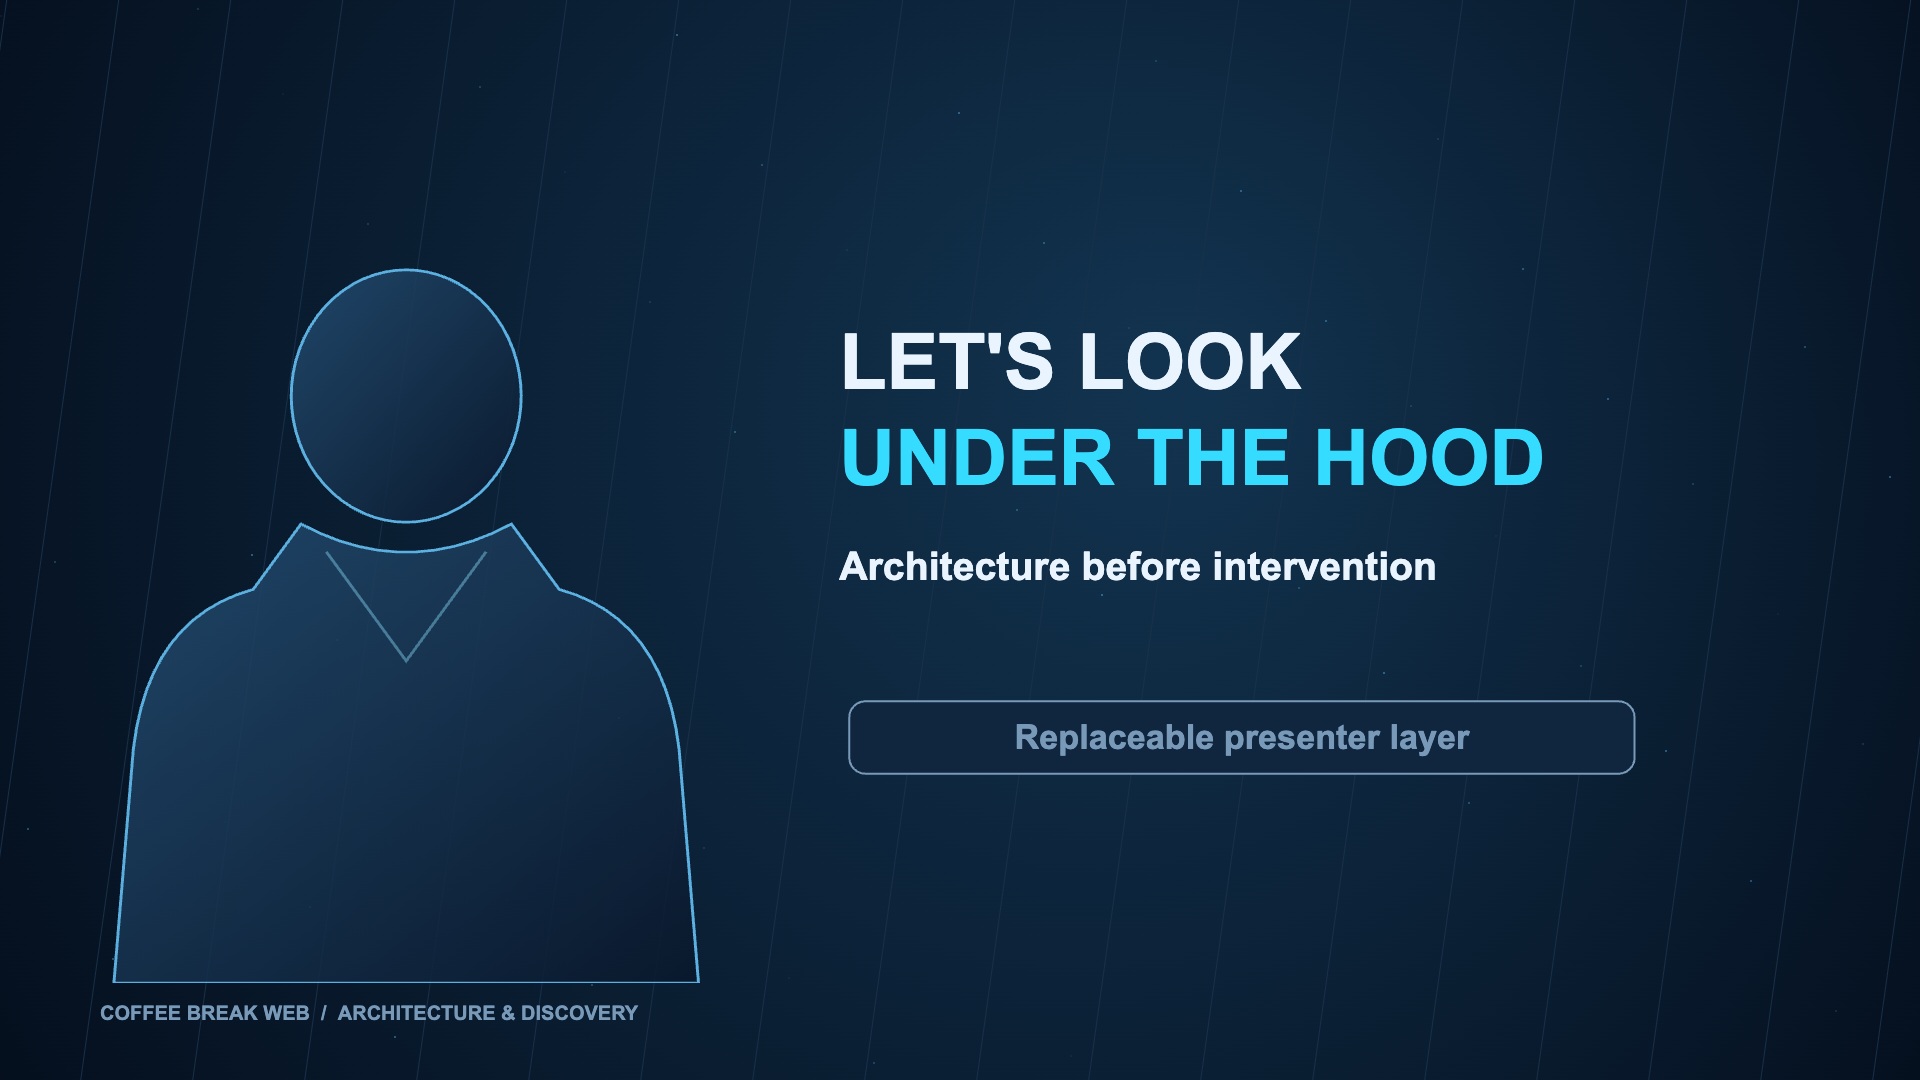 LET'S LOOK
UNDER THE HOOD
Architecture before intervention
Replaceable presenter layer
COFFEE BREAK WEB / ARCHITECTURE & DISCOVERY